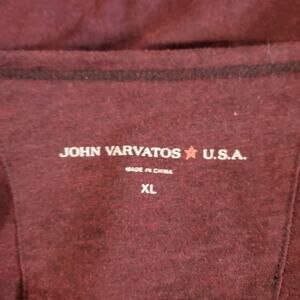 JOHN VARVATOS ★ U.S.A.
MADE IN CHINA
XL